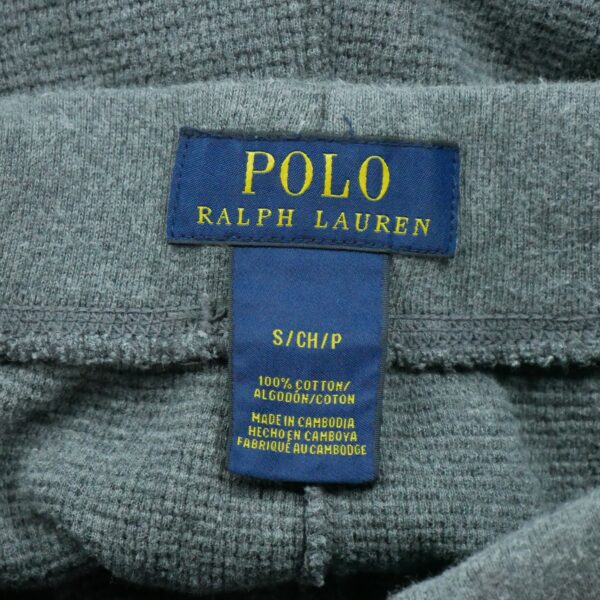 POLO
RALPH LAUREN
S/CH/P
100% COTTON/
ALGODÓN/COTON
MADE IN CAMBODIA
HECHO EN CAMBOYA
FABRIQUÉ AU CAMBODGE